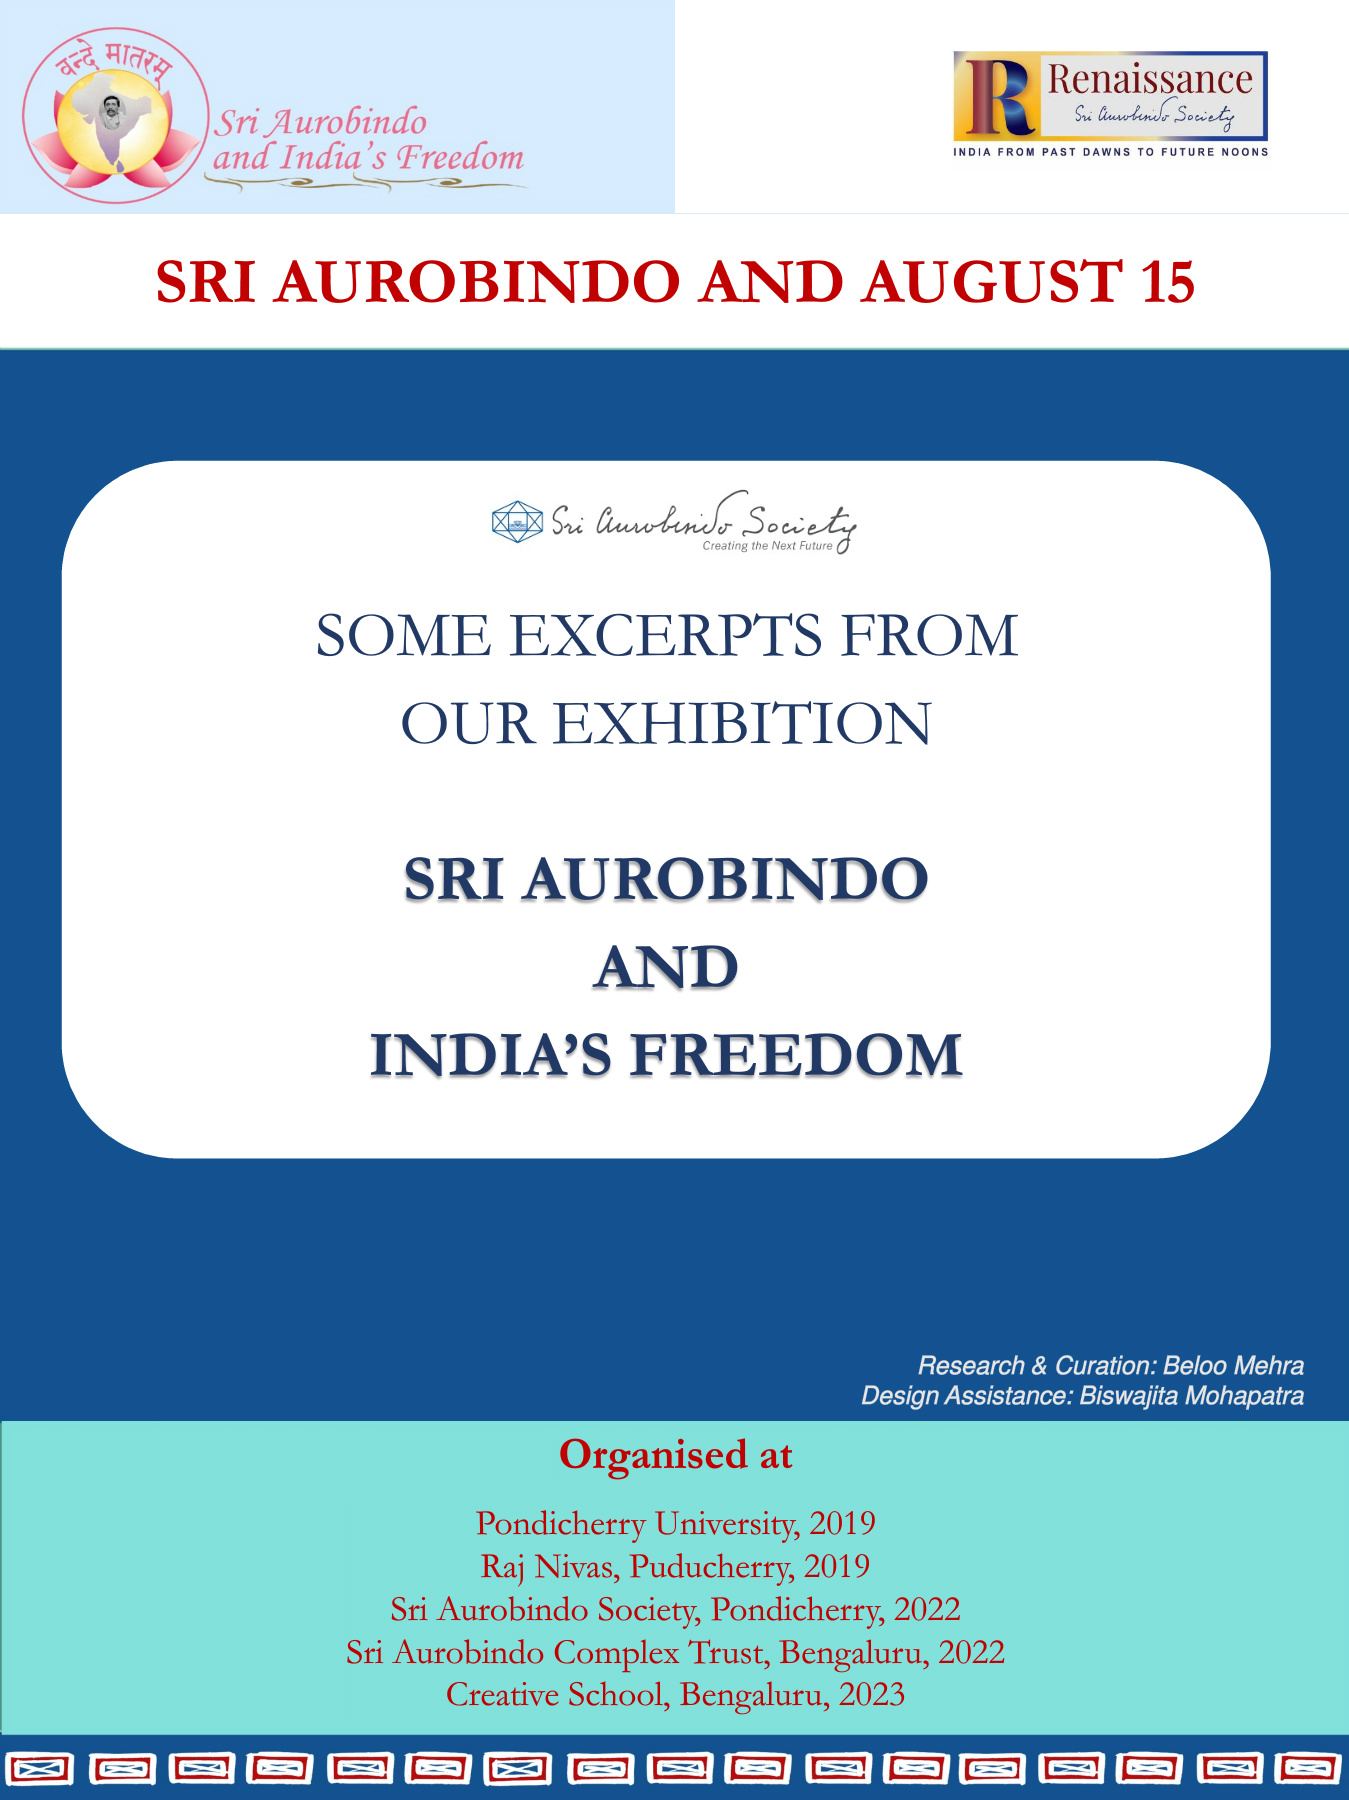 वन्दे मातरम्
Sri Aurobindo
and India's Freedom
R Renaissance
Sri Aurobindo Society
INDIA FROM PAST DAWNS TO FUTURE NOONS
SRI AUROBINDO AND AUGUST 15
Sri Aurobindo Society
Creating the Next Future
SOME EXCERPTS FROM
OUR EXHIBITION
SRI AUROBINDO
AND
INDIA’S FREEDOM
Research & Curation: Beloo Mehra
Design Assistance: Biswajita Mohapatra
Organised at
Pondicherry University, 2019
Raj Nivas, Puducherry, 2019
Sri Aurobindo Society, Pondicherry, 2022
Sri Aurobindo Complex Trust, Bengaluru, 2022
Creative School, Bengaluru, 2023